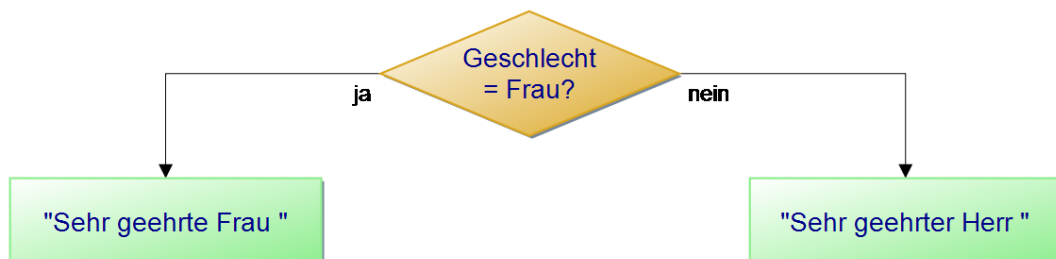 Geschlecht
= Frau?
ja
nein
"Sehr geehrte Frau "
"Sehr geehrter Herr "